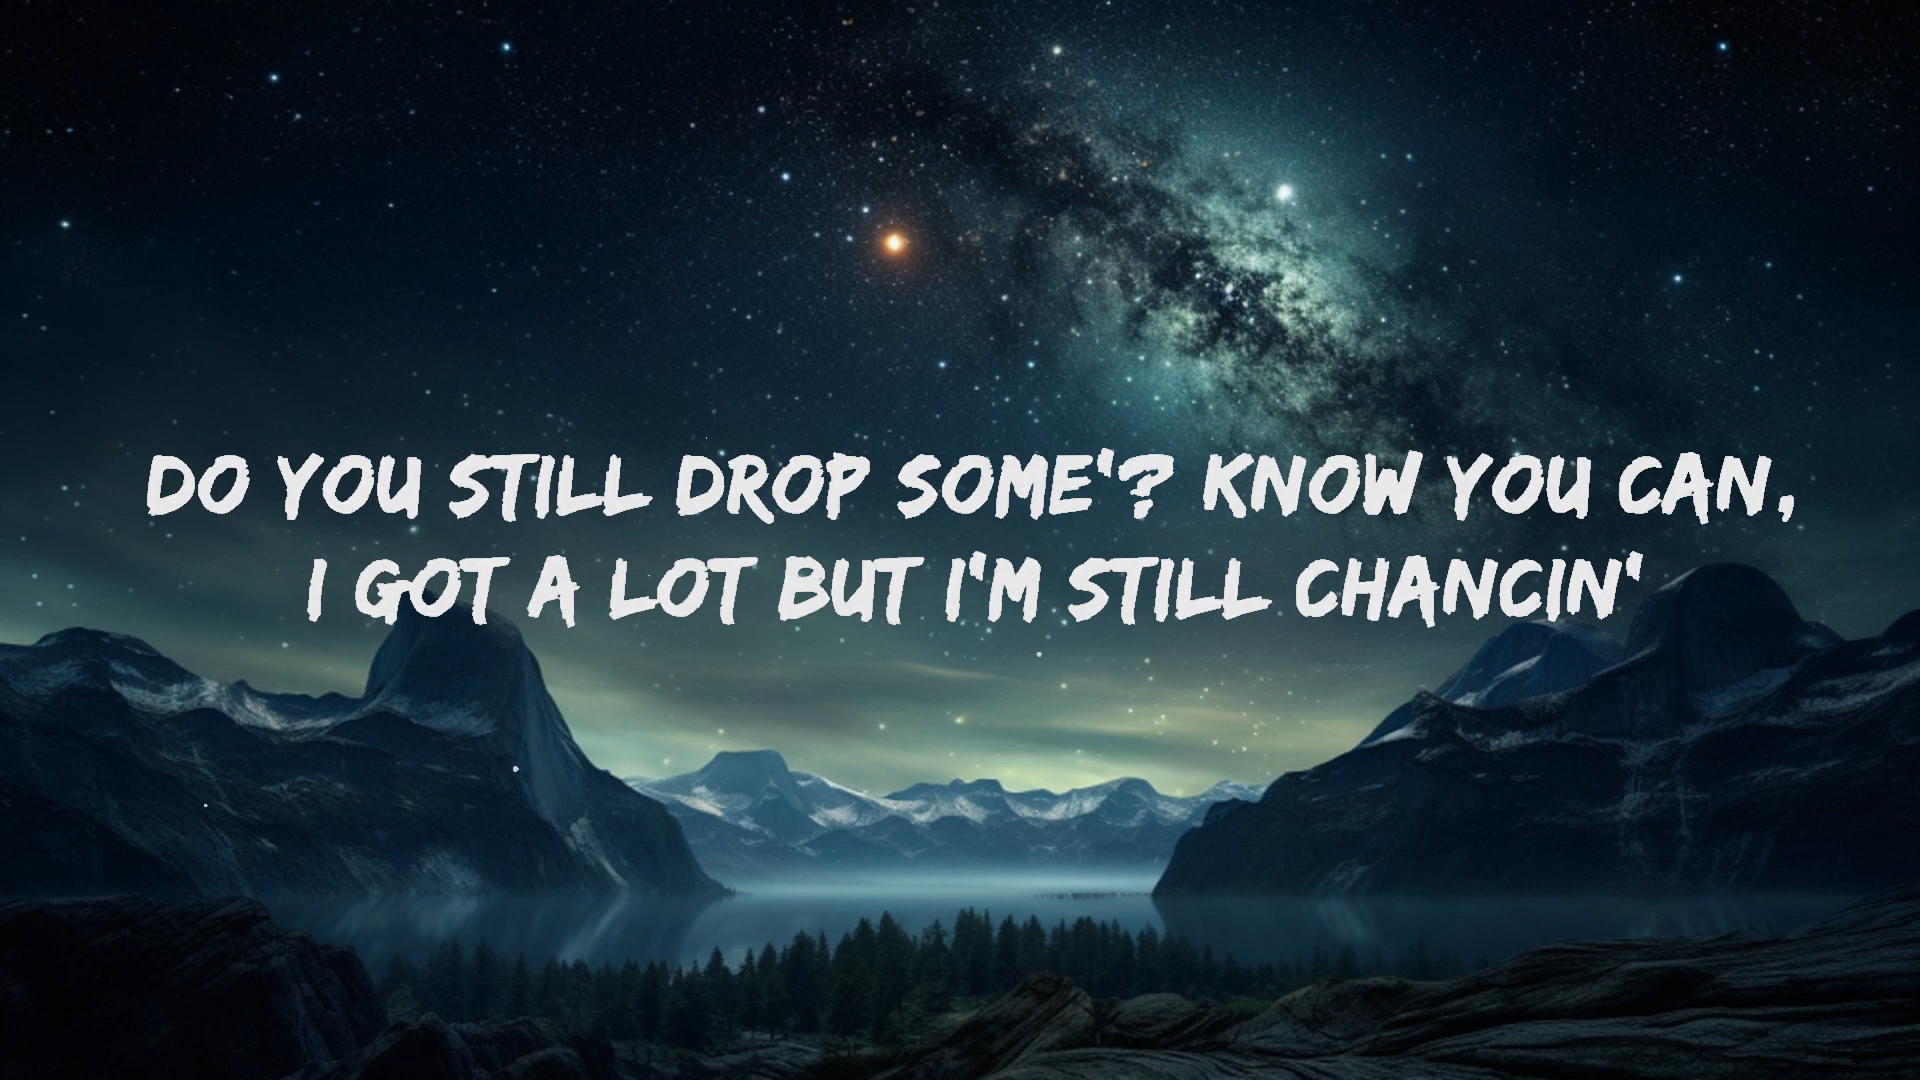 DO YOU STILL DROP SOME'? KNOW YOU CAN,
I GOT A LOT BUT I'M STILL CHANCIN'